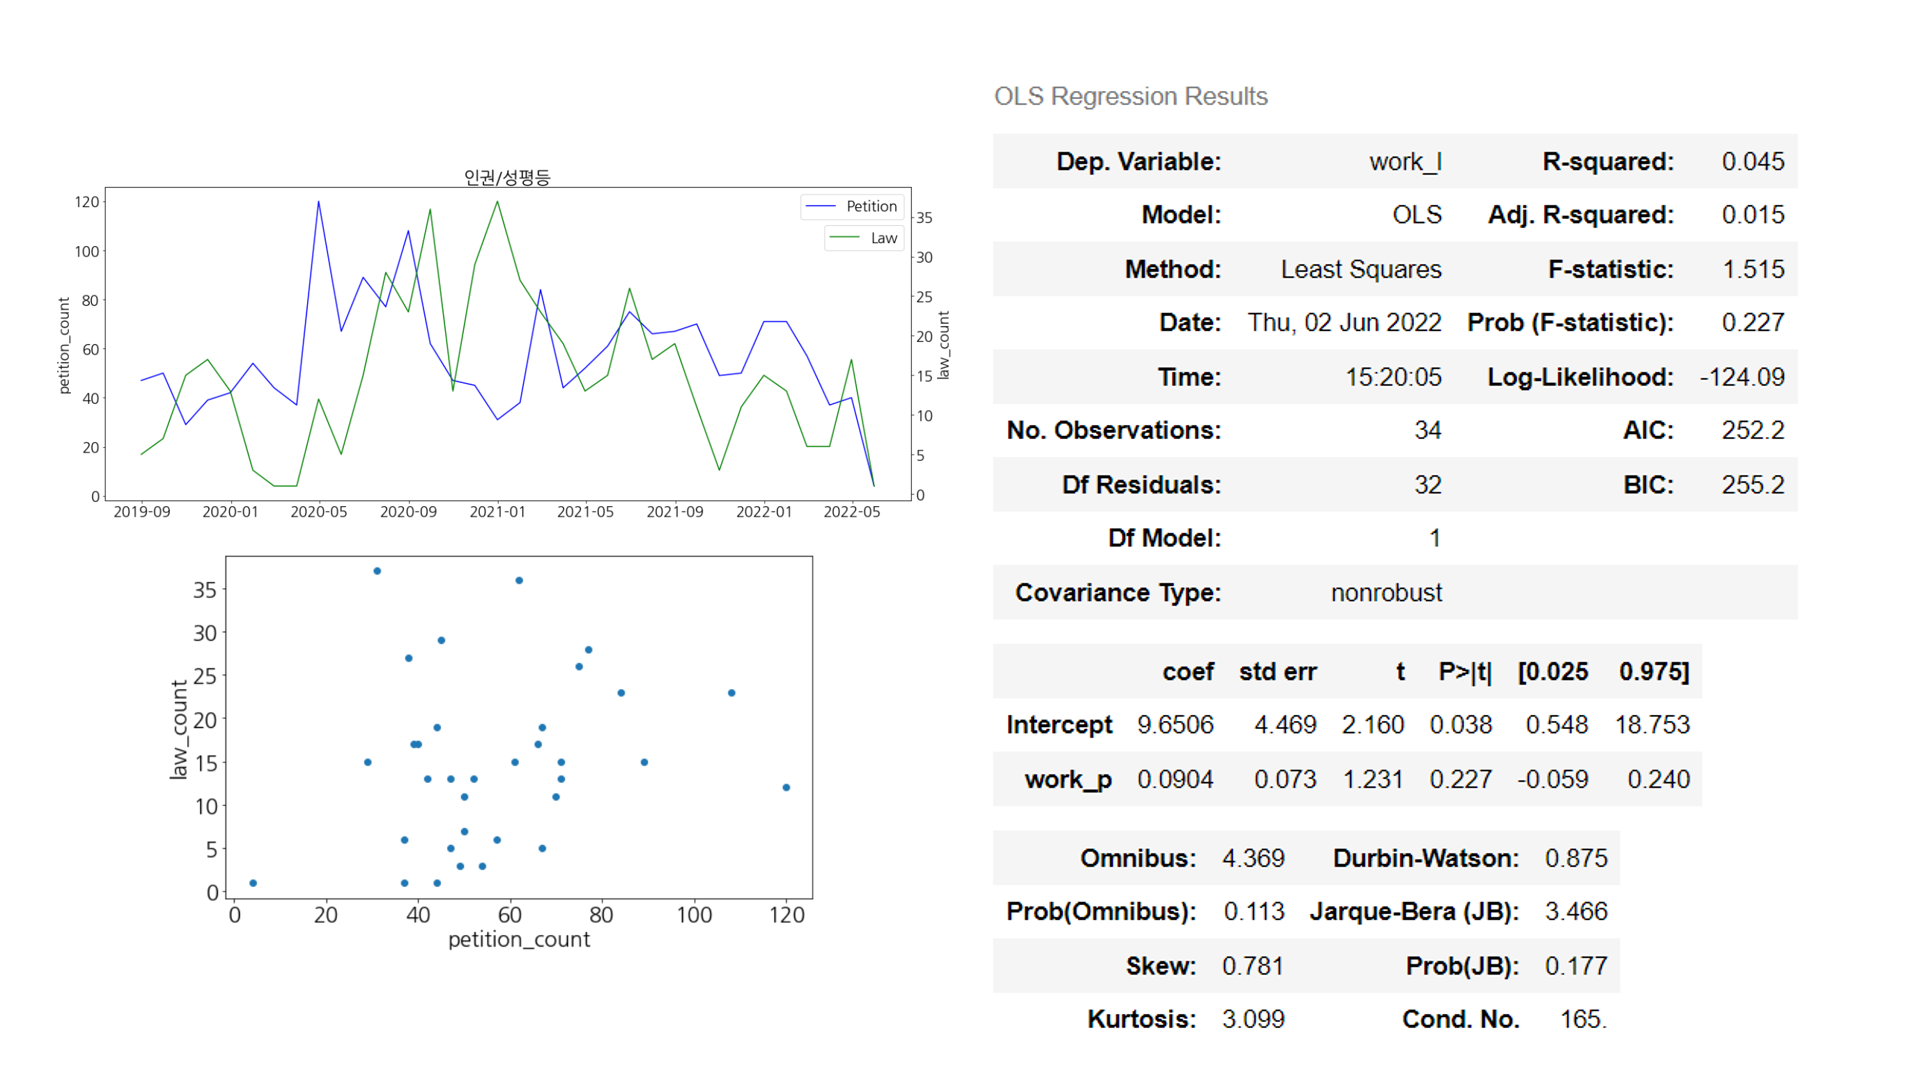 인권/성평등
Petition
Law
120
100
80
60
40
20
0
petition_count
35
30
25
20
15
10
5
0
law_count
2019-09 2020-01 2020-05 2020-09 2021-01 2021-05 2021-09 2022-01 2022-05
35
30
25
20
15
10
5
0
law_count
0 20 40 60 80 100 120
petition_count
OLS Regression Results
Dep. Variable: work_l R-squared: 0.045
Model: OLS Adj. R-squared: 0.015
Method: Least Squares F-statistic: 1.515
Date: Thu, 02 Jun 2022 Prob (F-statistic): 0.227
Time: 15:20:05 Log-Likelihood: -124.09
No. Observations: 34 AIC: 252.2
Df Residuals: 32 BIC: 255.2
Df Model: 1
Covariance Type: nonrobust
coef std err t P>|t| [0.025 0.975]
Intercept 9.6506 4.469 2.160 0.038 0.548 18.753
work_p 0.0904 0.073 1.231 0.227 -0.059 0.240
Omnibus: 4.369 Durbin-Watson: 0.875
Prob(Omnibus): 0.113 Jarque-Bera (JB): 3.466
Skew: 0.781 Prob(JB): 0.177
Kurtosis: 3.099 Cond. No. 165.